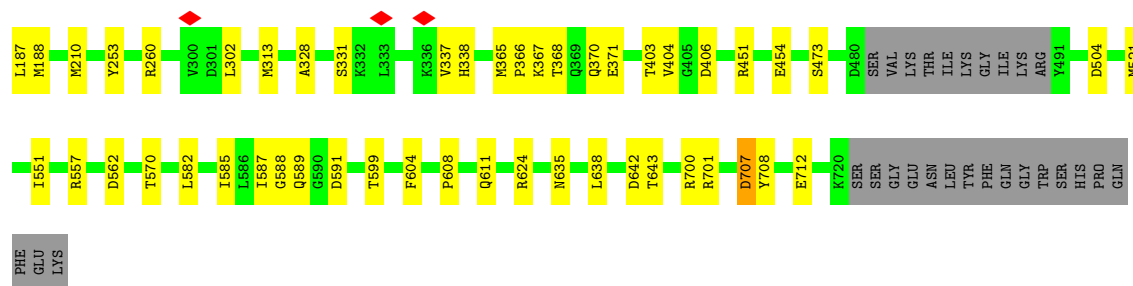 L187 M188 M210 Y253 R260 V300 D301 L302 M313 A328 S331 K332 L333 K336 V337 H338 M365 P366 K367 T368 Q369 Q370 E371 T403 V404 G405 D406 R451 E454 S473 D480 SER VAL LYS THR ILE LYS GLY ILE LYS ARG Y491 D504
I551 R557 D562 T570 L582 I585 L586 I587 G588 Q589 G590 D591 T599 F604 P608 Q611 R624 N635 L638 D642 T643 R700 R701 D707 Y708 E712 K720 SER SER GLY GLU ASN LEU TYR PHE GLN GLY TRP SER HIS PRO GLN
PHE GLU LYS